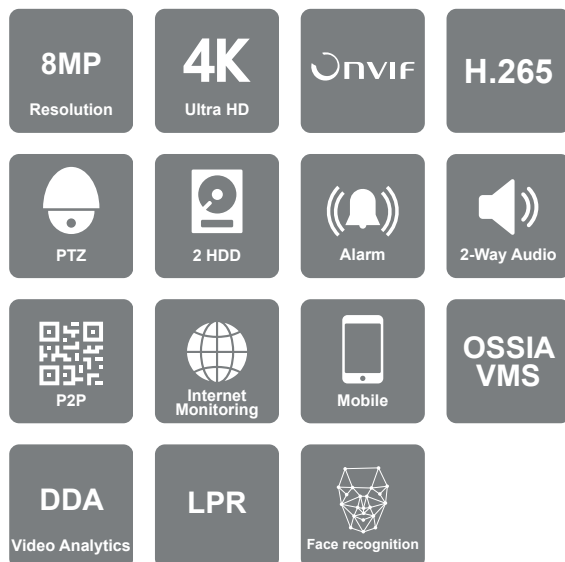 8MP
Resolution
4K
Ultra HD
ONVIF
H.265
PTZ
2 HDD
Alarm
2-Way Audio
P2P
Internet
Monitoring
Mobile
OSSIA
VMS
DDA
Video Analytics
LPR
Face recognition